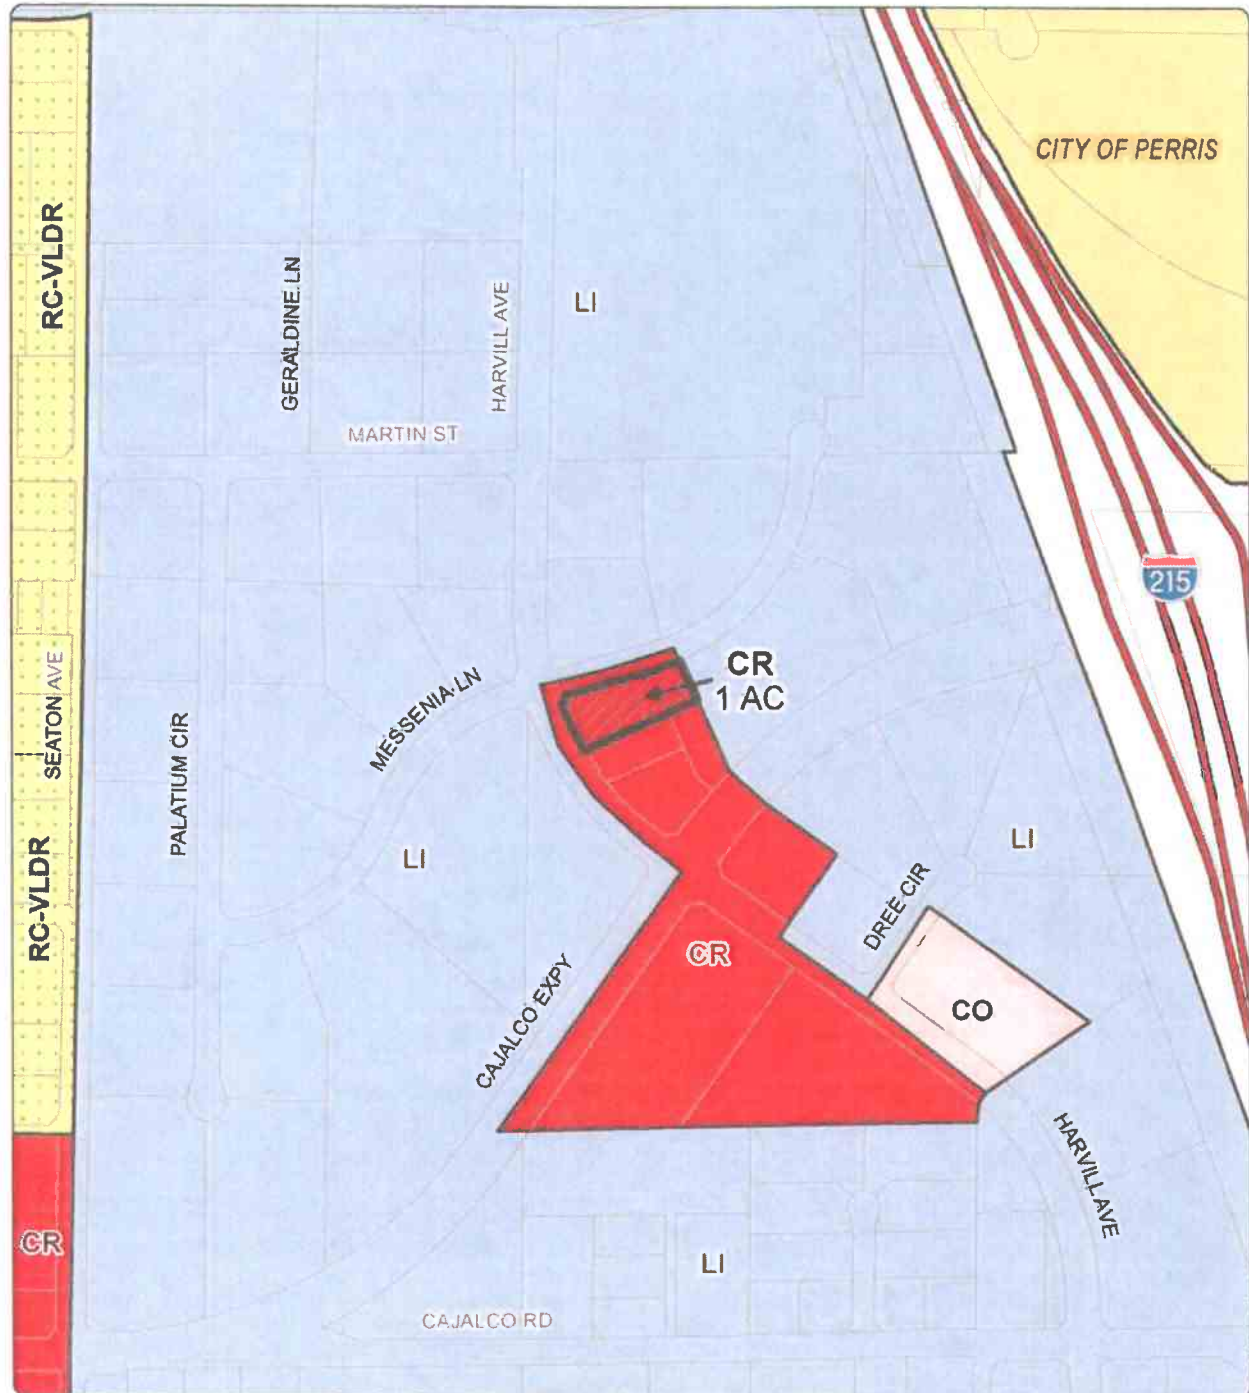 CITY OF PERRIS
RC-VLDR
GERALDINE LN
HARVILL AVE
LI
MARTIN ST
215
CR
1 AC
SEATON AVE
MESSENIA LN
PALATIUM CIR
LI
LI
RC-VLDR
DREE CIR
CR
CAJALCO EXPY
CO
HARVILL AVE
CR
LI
CAJALCO RD